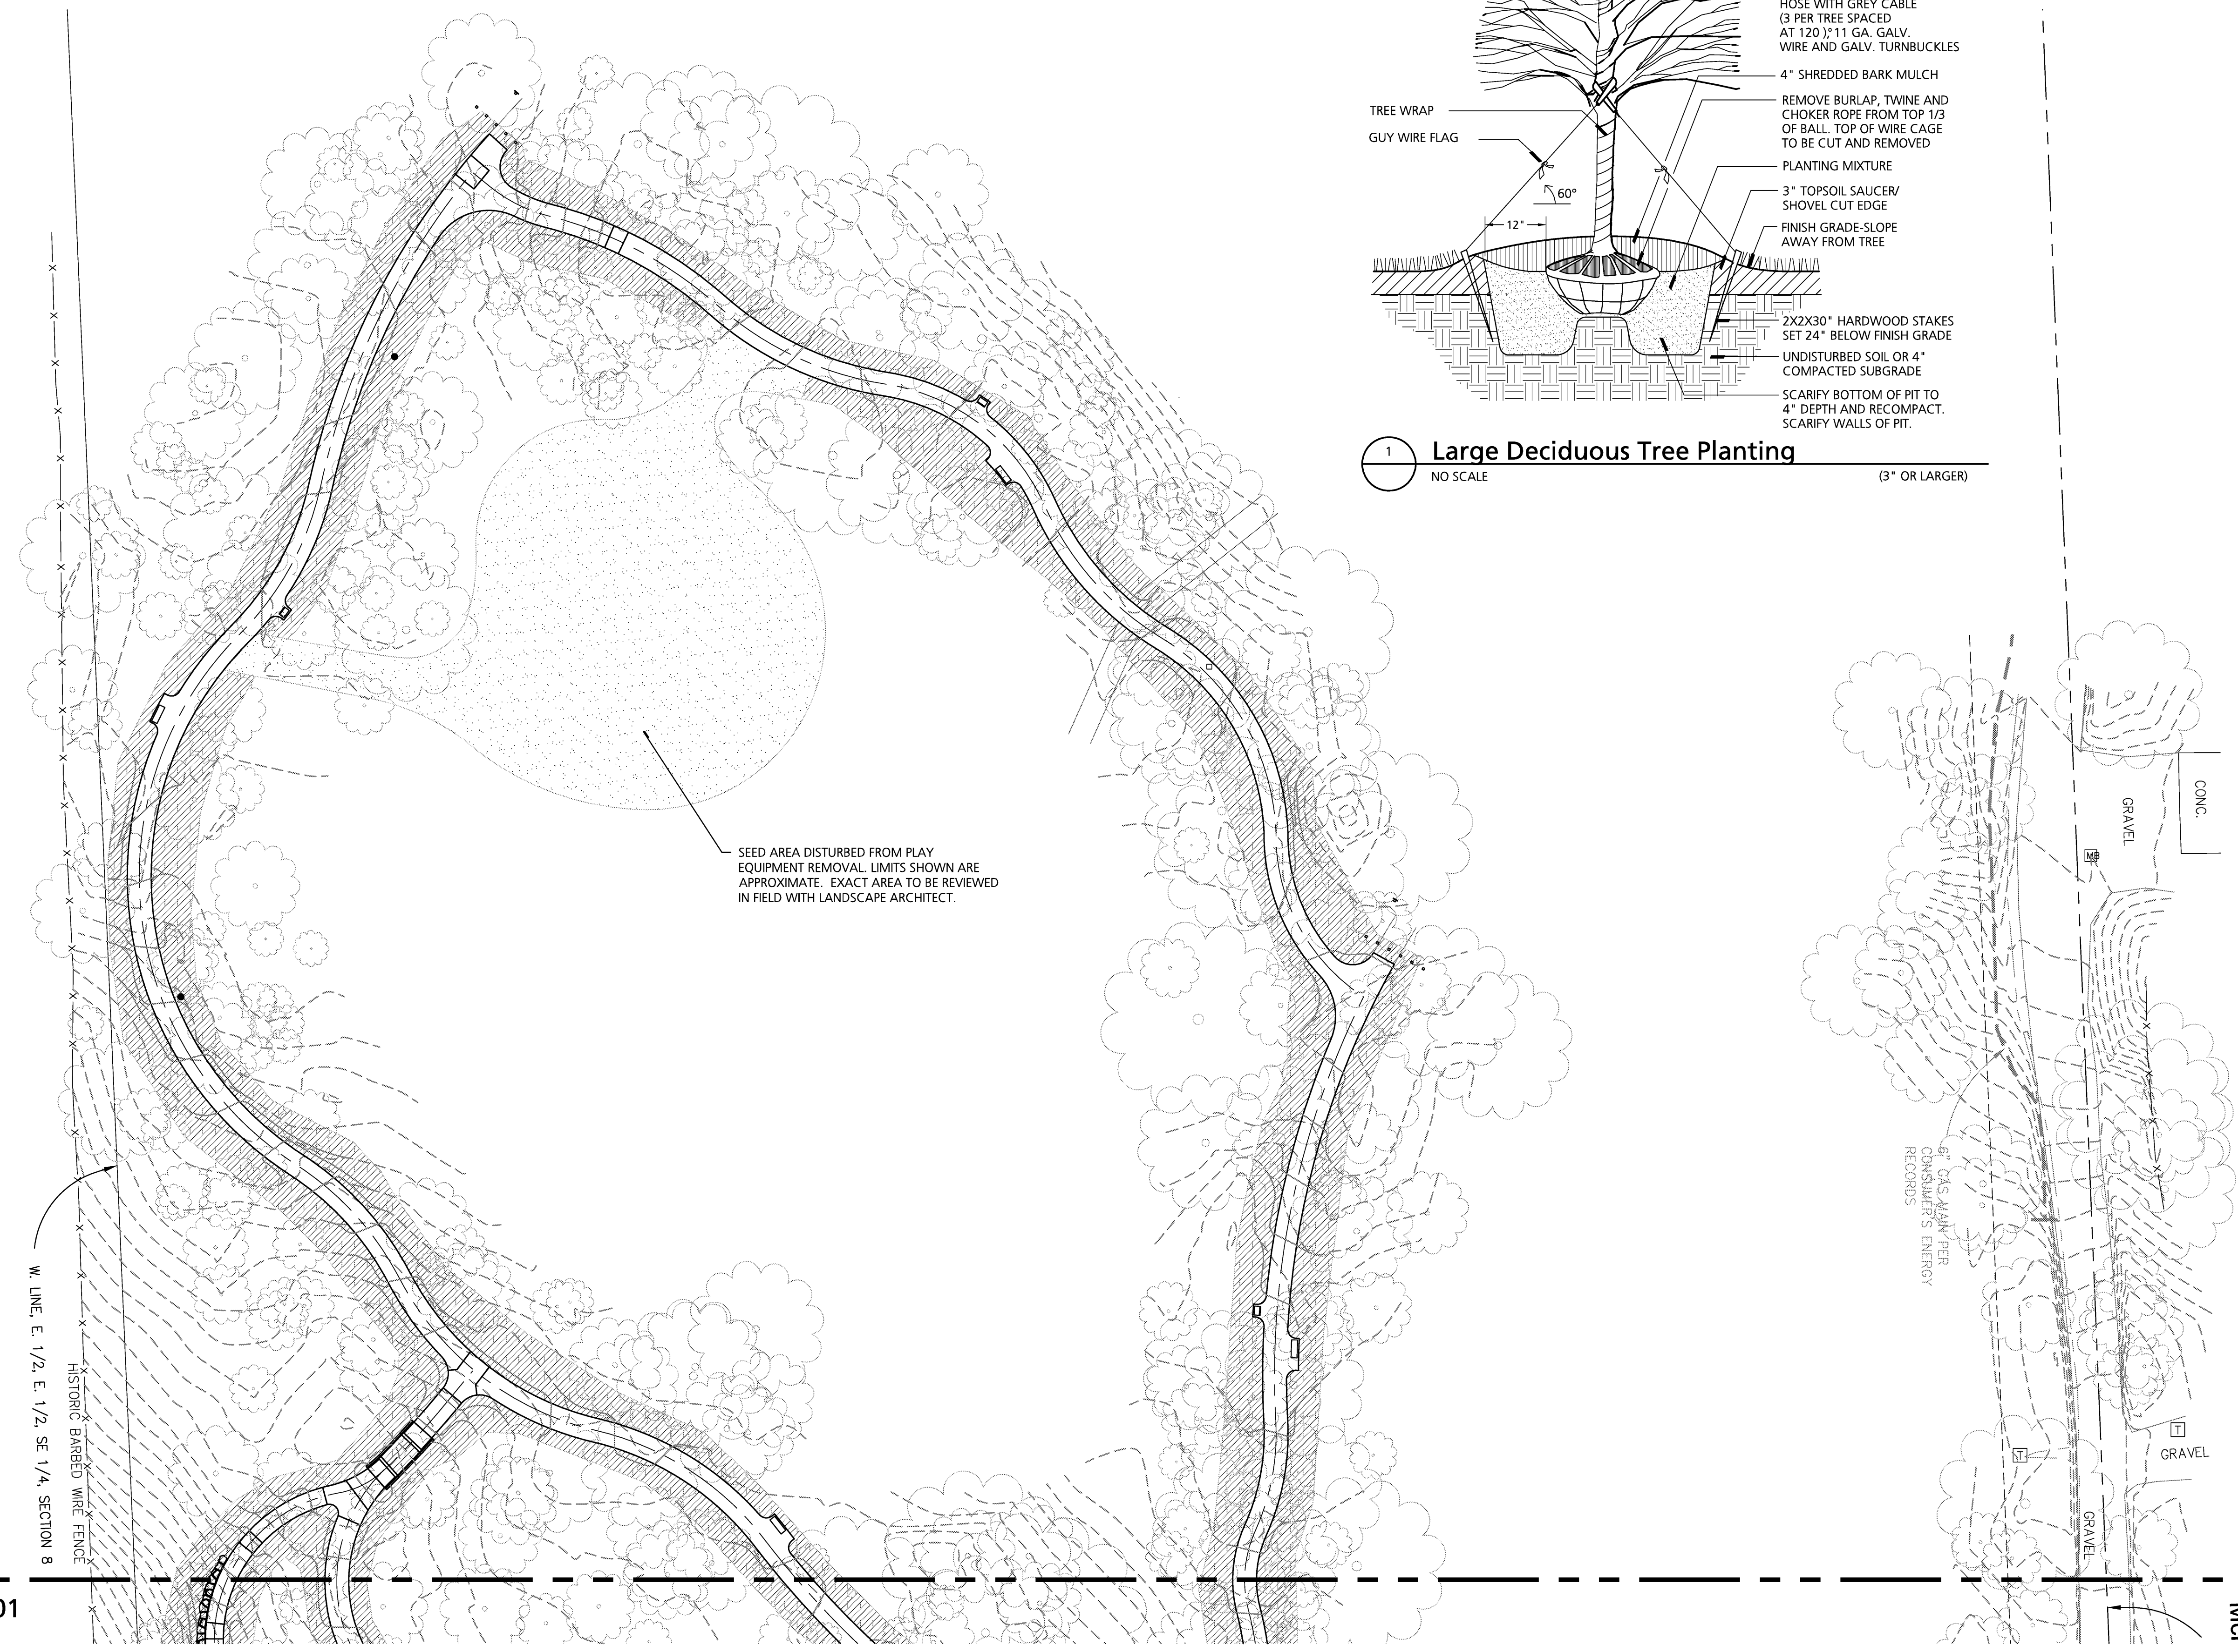 HOSE WITH GREY CABLE
(3 PER TREE SPACED
AT 120 )° 11 GA. GALV.
WIRE AND GALV. TURNBUCKLES
4" SHREDDED BARK MULCH
REMOVE BURLAP, TWINE AND
CHOKER ROPE FROM TOP 1/3
OF BALL. TOP OF WIRE CAGE
TO BE CUT AND REMOVED
TREE WRAP
GUY WIRE FLAG
PLANTING MIXTURE
60°
3" TOPSOIL SAUCER/
SHOVEL CUT EDGE
12"
FINISH GRADE-SLOPE
AWAY FROM TREE
2X2X30" HARDWOOD STAKES
SET 24" BELOW FINISH GRADE
UNDISTURBED SOIL OR 4"
COMPACTED SUBGRADE
SCARIFY BOTTOM OF PIT TO
4" DEPTH AND RECOMPACT.
SCARIFY WALLS OF PIT.
1 Large Deciduous Tree Planting
NO SCALE (3" OR LARGER)
SEED AREA DISTURBED FROM PLAY
EQUIPMENT REMOVAL. LIMITS SHOWN ARE
APPROXIMATE. EXACT AREA TO BE REVIEWED
IN FIELD WITH LANDSCAPE ARCHITECT.
CONC.
GRAVEL
MB
6" GAS MAIN PER
CONSUMER'S ENERGY
RECORDS
W. LINE, E. 1/2, E. 1/2, SE 1/4, SECTION 8
HISTORIC BARBED WIRE FENCE
T
T
GRAVEL
GRAVEL
01